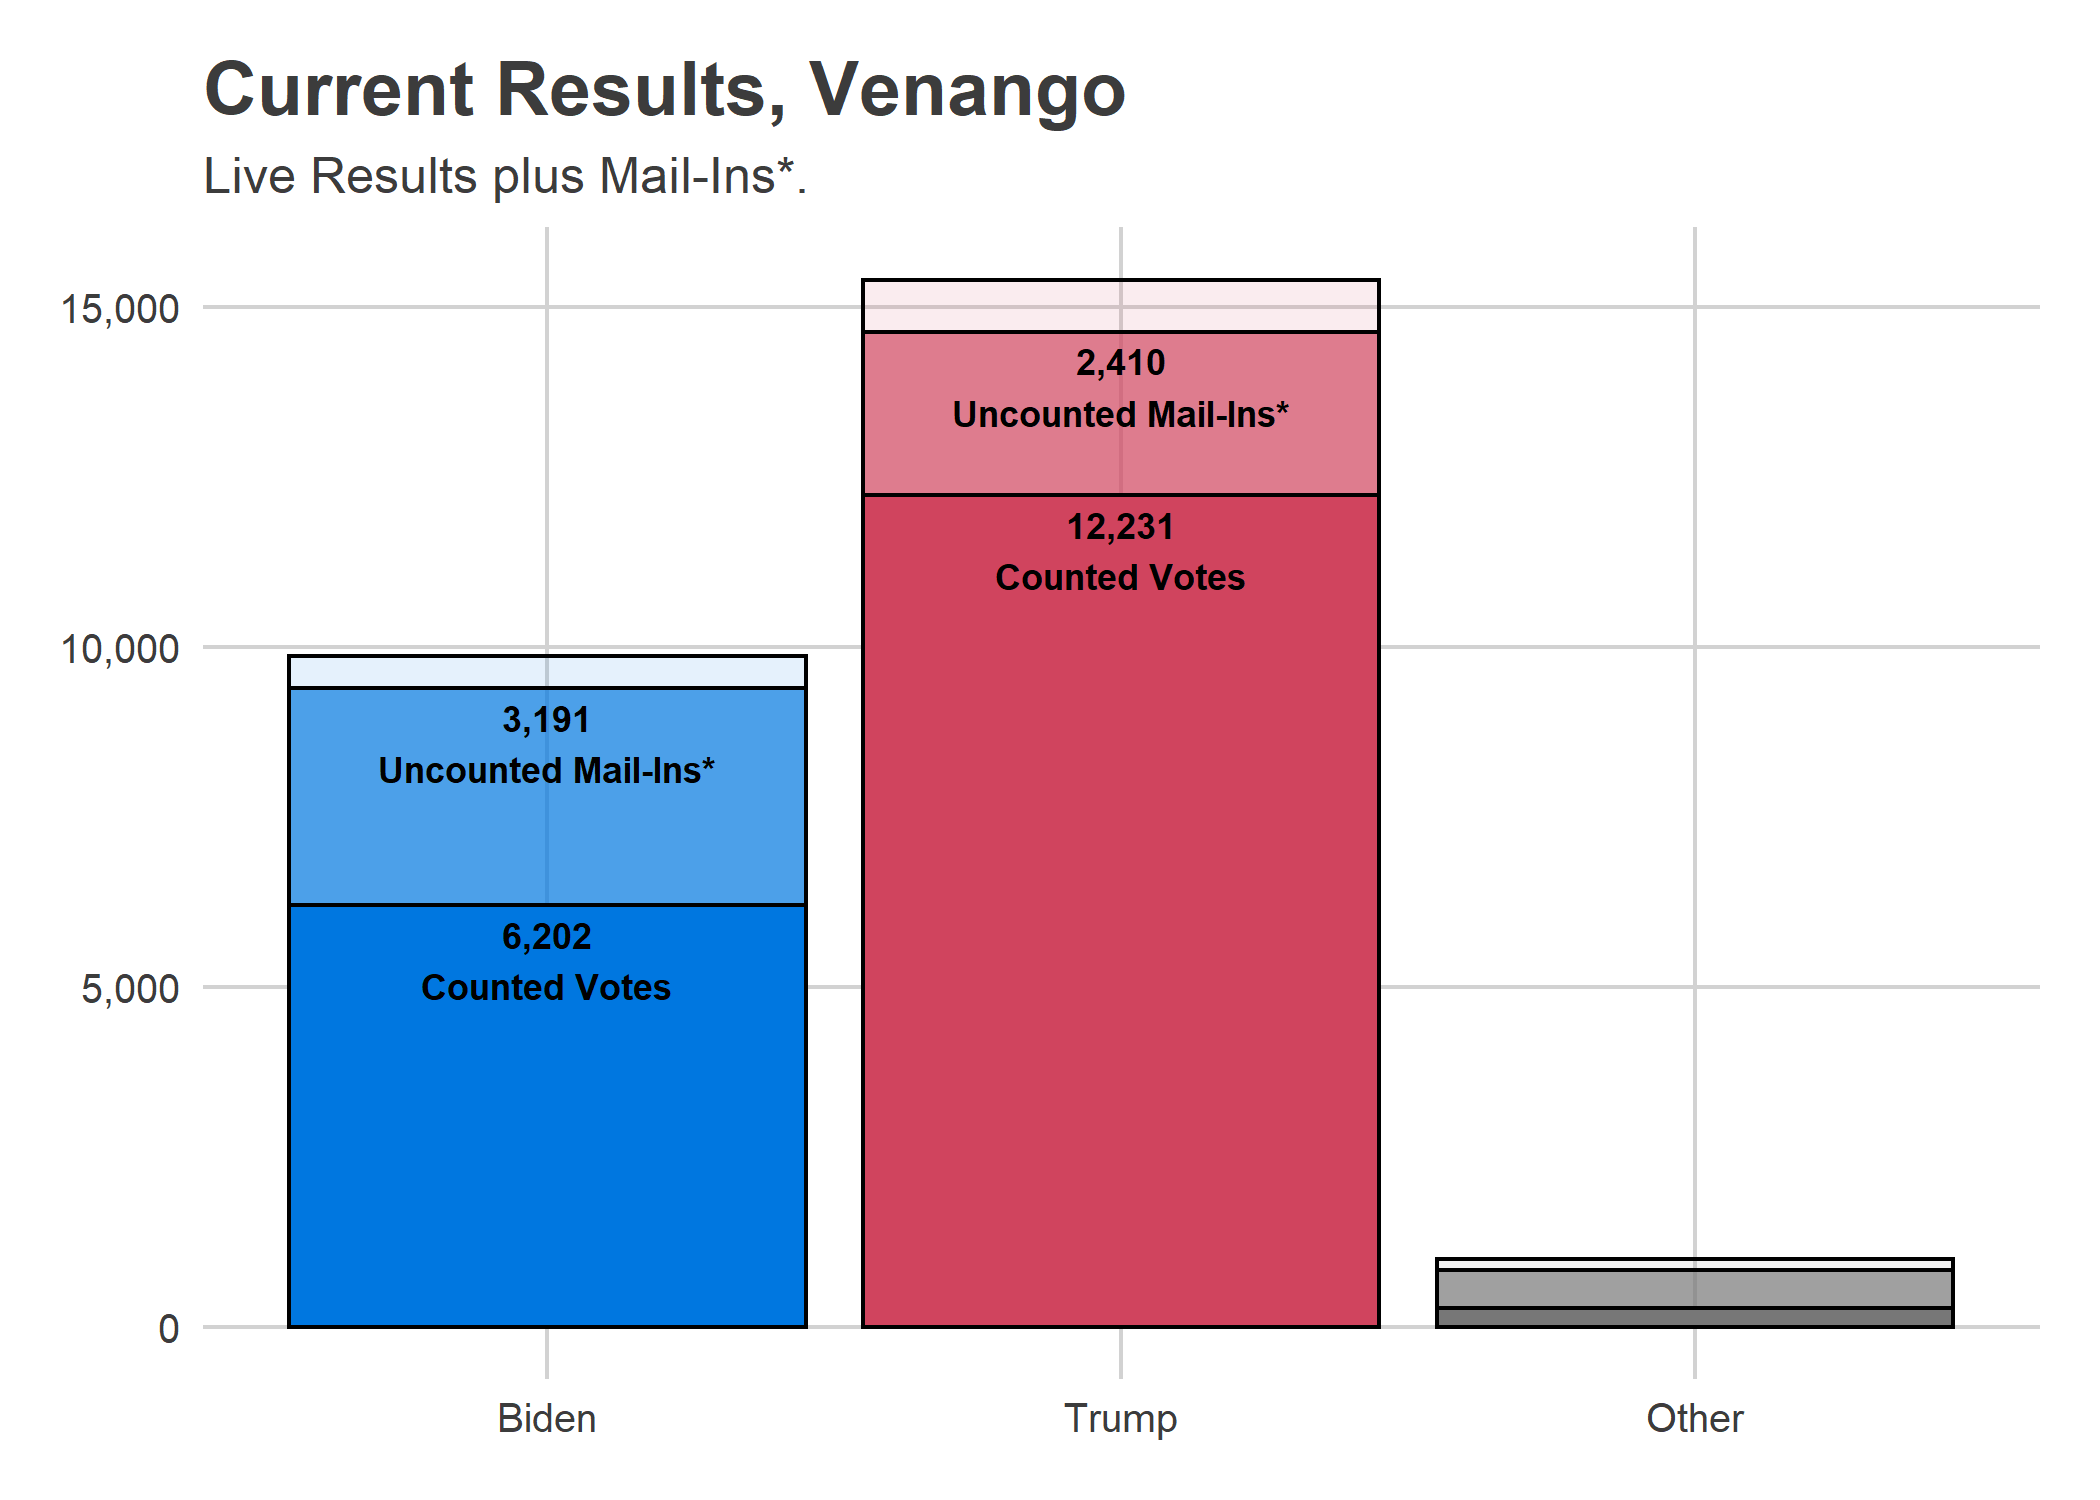 Current Results, Venango
Live Results plus Mail-Ins*.
15,000
10,000
5,000
0
2,410
Uncounted Mail-Ins*
12,231
Counted Votes
3,191
Uncounted Mail-Ins*
6,202
Counted Votes
Biden
Trump
Other